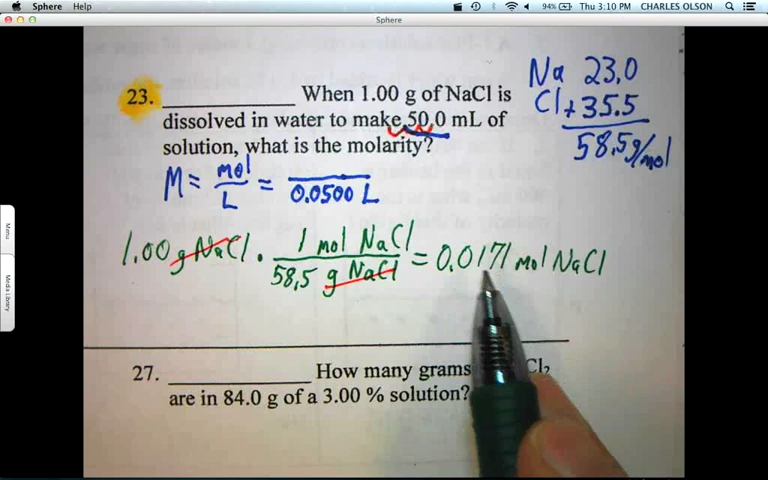 Sphere Help 94% Thu 3:10 PM CHARLES OLSON
Sphere
23. __________ When 1.00 g of NaCl is
dissolved in water to make 50.0 mL of
solution, what is the molarity?
Na 23.0
Cl + 35.5
58.5 g/mol
M = mol/L = /0.0500 L
1.00 g NaCl · 1 mol NaCl/58.5 g NaCl = 0.0171 mol NaCl
27. __________ How many grams Cl₂
are in 84.0 g of a 3.00 % solution?
Menu
Media Library